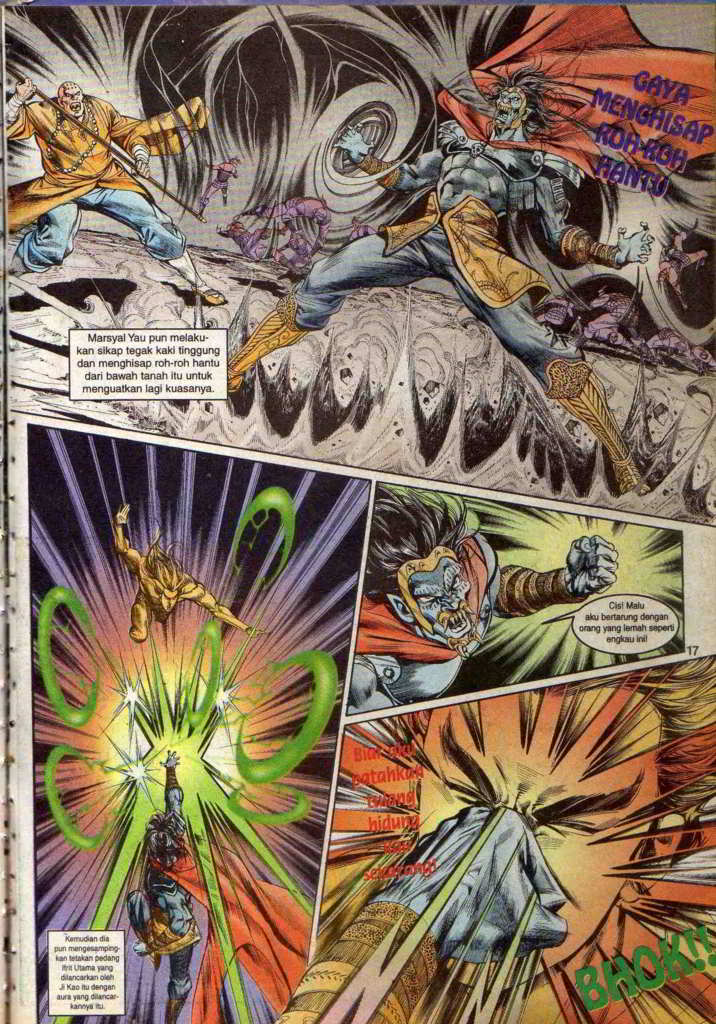 GAYA
MENGHISAP
ROH-ROH
HANTU
Marsyal Yau pun melaku-
kan sikap tegak kaki tinggung
dan menghisap roh-roh hantu
dari bawah tanah itu untuk
menguatkan lagi kuasanya.
Cis! Malu
aku bertarung dengan
orang yang lemah seperti
engkau ini!
17
Biar aku
patahkan
tulang
hidung
kau
sekarang!
Kemudian dia
pun mengesamping-
kan tetakan pedang
Ifrit Utama yang
dilancarkan oleh
Ji Kao itu dengan
aura yang dilancar-
kannya itu.
BHOK!!